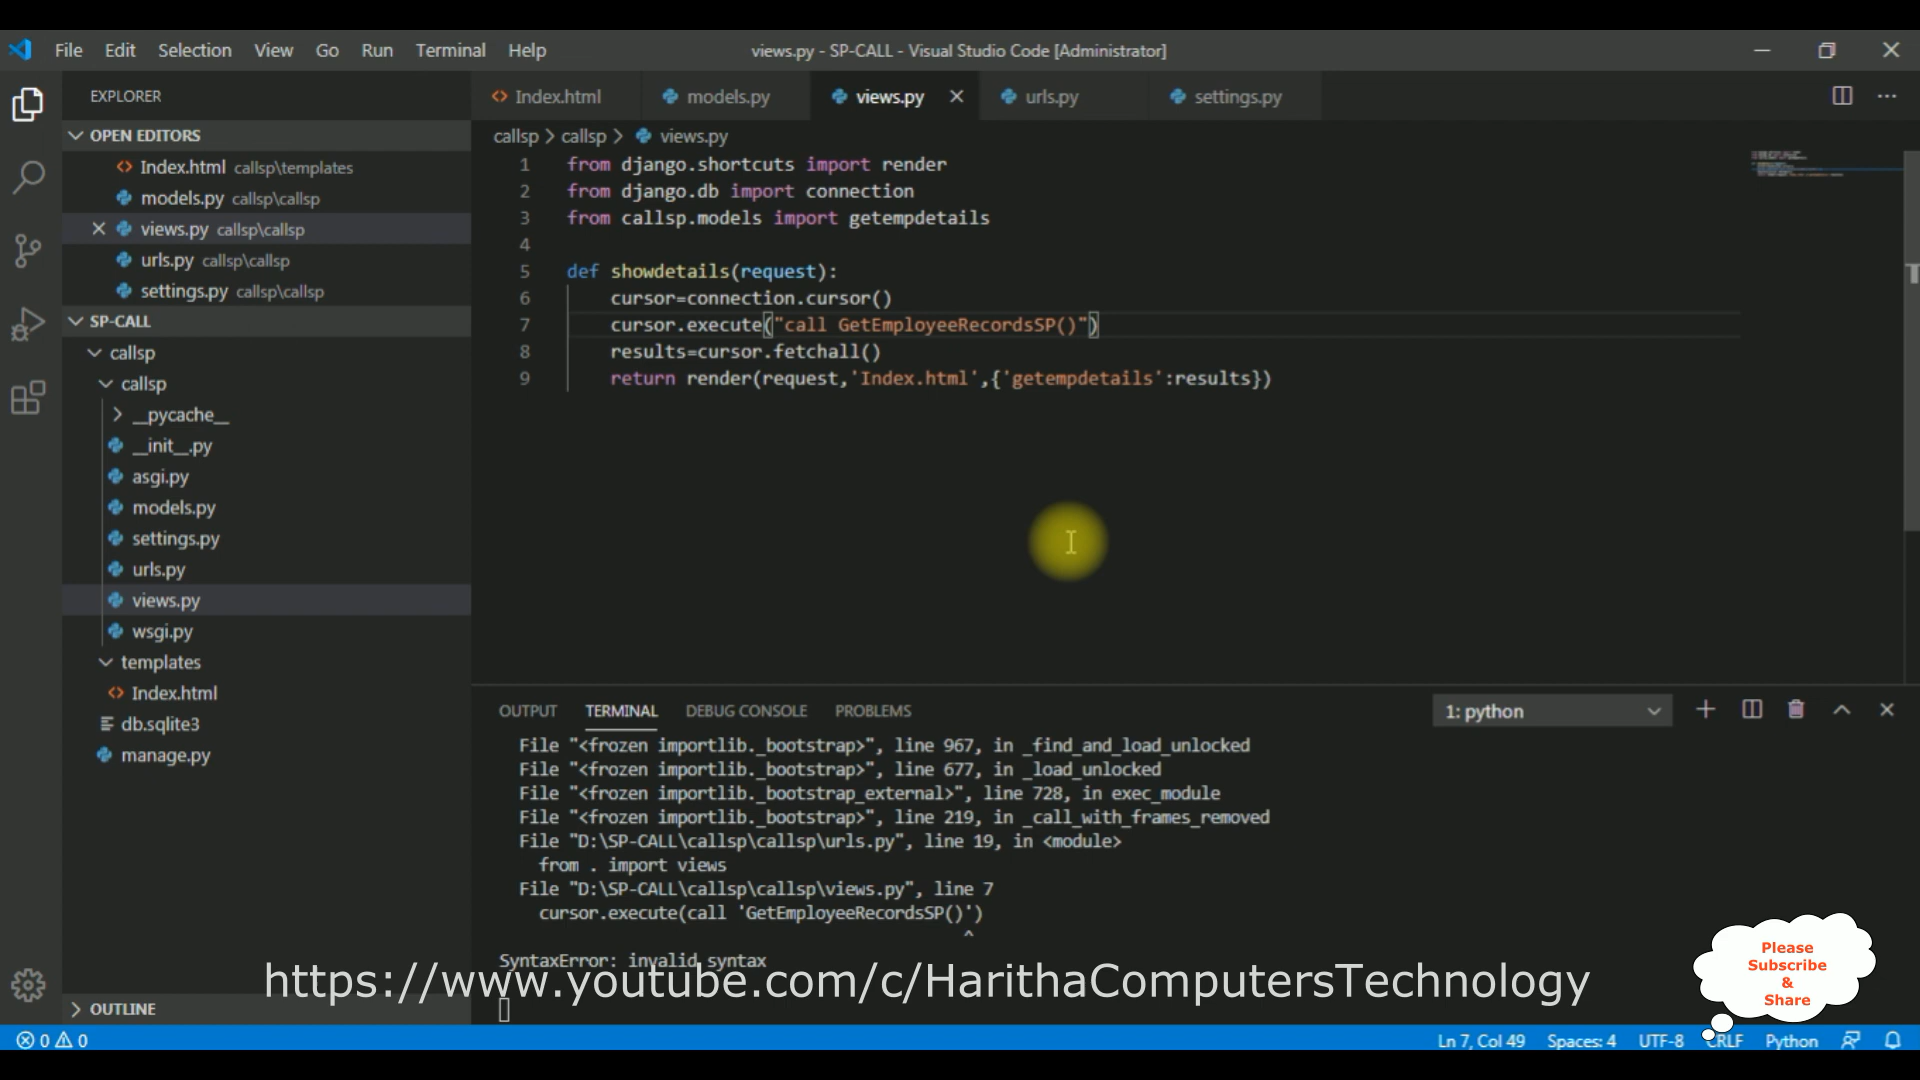 File Edit Selection View Go Run Terminal Help
views.py - SP-CALL - Visual Studio Code [Administrator]
EXPLORER
OPEN EDITORS
Index.html callsp\templates
models.py callsp\callsp
views.py callsp\callsp
urls.py callsp\callsp
settings.py callsp\callsp
SP-CALL
callsp
callsp
__pycache__
__init__.py
asgi.py
models.py
settings.py
urls.py
views.py
wsgi.py
templates
Index.html
db.sqlite3
manage.py
OUTLINE
Index.html models.py views.py urls.py settings.py
callsp > callsp > views.py
1 from django.shortcuts import render
2 from django.db import connection
3 from callsp.models import getempdetails
4
5 def showdetails(request):
6 cursor=connection.cursor()
7 cursor.execute("call GetEmployeeRecordsSP()")
8 results=cursor.fetchall()
9 return render(request,'Index.html',{'getempdetails':results})
OUTPUT TERMINAL DEBUG CONSOLE PROBLEMS
1: python
File "<frozen importlib._bootstrap>", line 967, in _find_and_load_unlocked
File "<frozen importlib._bootstrap>", line 677, in _load_unlocked
File "<frozen importlib._bootstrap_external>", line 728, in exec_module
File "<frozen importlib._bootstrap>", line 219, in _call_with_frames_removed
File "D:\SP-CALL\callsp\callsp\urls.py", line 19, in <module>
from . import views
File "D:\SP-CALL\callsp\callsp\views.py", line 7
cursor.execute(call 'GetEmployeeRecordsSP()')
^
SyntaxError: invalid syntax
https://www.youtube.com/c/HarithaComputersTechnology
Please
Subscribe
&
Share
0 0
Ln 7, Col 49 Spaces: 4 UTF-8 CRLF Python